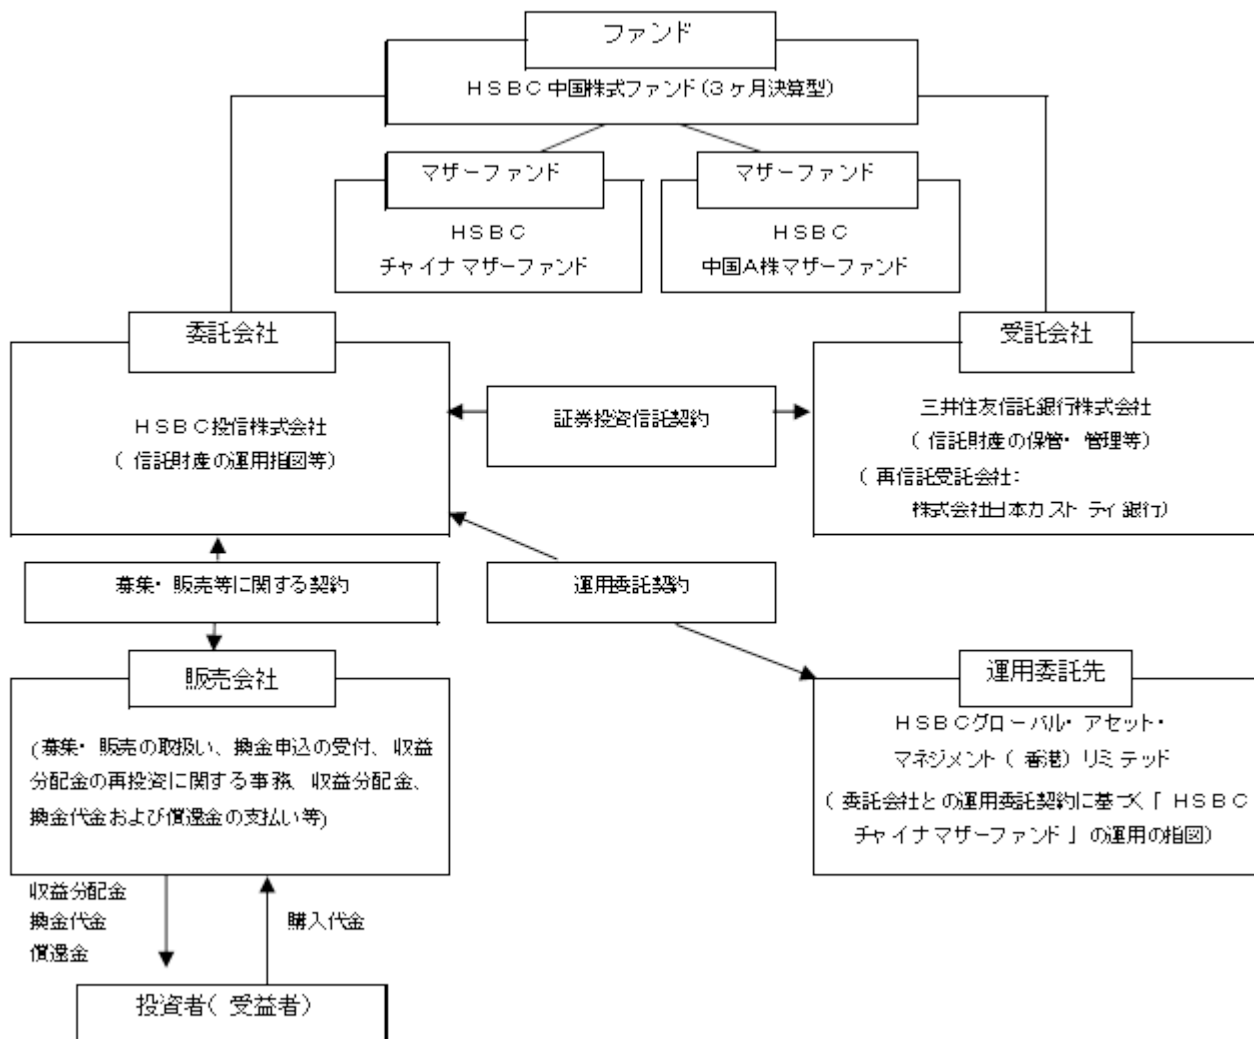 ファンド
HSBC中国株式ファンド(3ヶ月決算型)
マザーファンド
HSBC
チャイナマザーファンド
マザーファンド
HSBC
中国A株マザーファンド
委託会社
HSBC投信株式会社
(信託財産の運用指図等)
証券投資信託契約
受託会社
三井住友信託銀行株式会社
(信託財産の保管・管理等)
(再信託受託会社:
株式会社日本カストディ銀行)
募集・販売等に関する契約
運用委託契約
販売会社
(募集・販売の取扱い、換金申込の受付、収益
分配金の再投資に関する事務、収益分配金、
換金代金および償還金の支払い等)
運用委託先
HSBCグローバル・アセット・
マネジメント(香港)リミテッド
(委託会社との運用委託契約に基づく「HSBC
チャイナマザーファンド」の運用の指図)
収益分配金
換金代金
償還金
購入代金
投資者(受益者)